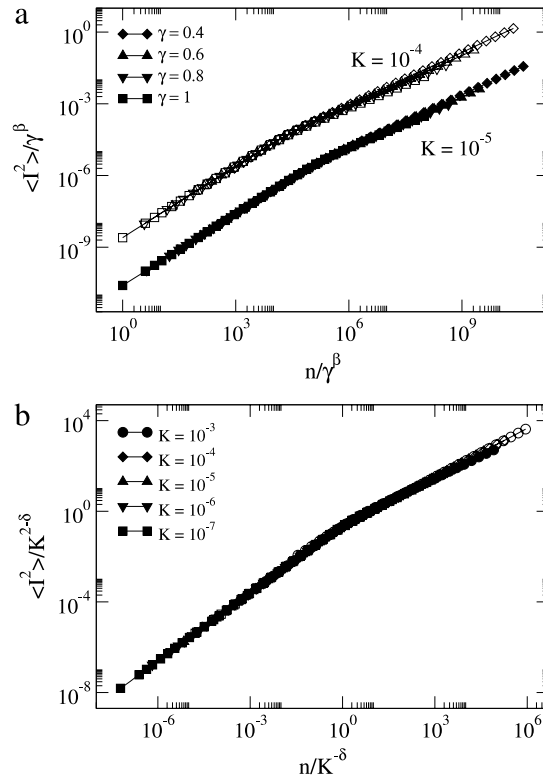 a
10^0
10^-3
10^-6
10^-9
<I^2>/γ^β
γ = 0.4
γ = 0.6
γ = 0.8
γ = 1
K = 10^-4
K = 10^-5
10^0 10^3 10^6 10^9
n/γ^β
b
10^4
10^0
10^-4
10^-8
<I^2>/K^2-δ
K = 10^-3
K = 10^-4
K = 10^-5
K = 10^-6
K = 10^-7
10^-6 10^-3 10^0 10^3 10^6
n/K^-δ